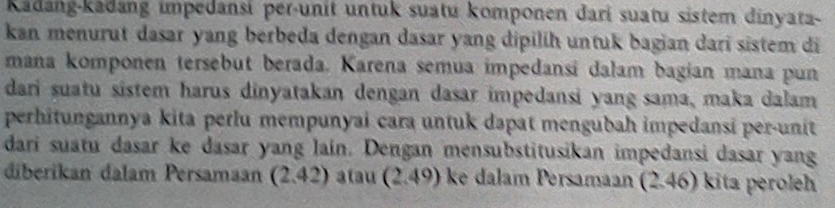 Kadang-kadang impedansi per-unit untuk suatu komponen dari suatu sistem dinyata-
kan menurut dasar yang berbeda dengan dasar yang dipilih untuk bagian dari sistem di
mana komponen tersebut berada. Karena semua impedansi dalam bagian mana pun
dari suatu sistem harus dinyatakan dengan dasar impedansi yang sama, maka dalam
perhitungannya kita perlu mempunyai cara untuk dapat mengubah impedansi per-unit
dari suatu dasar ke dasar yang lain. Dengan mensubstitusikan impedansi dasar yang
diberikan dalam Persamaan (2.42) atau (2.49) ke dalam Persamaan (2.46) kita peroleh